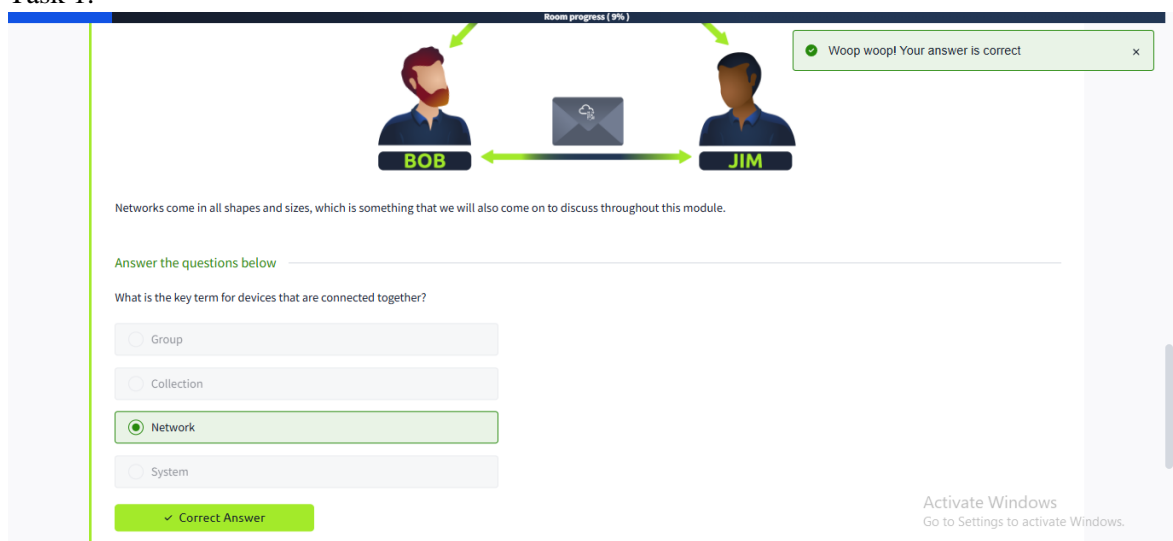 Room progress ( 9% )
Woop woop! Your answer is correct
×
BOB
JIM
Networks come in all shapes and sizes, which is something that we will also come on to discuss throughout this module.
Answer the questions below
What is the key term for devices that are connected together?
Group
Collection
Network
System
✓ Correct Answer
Activate Windows
Go to Settings to activate Windows.